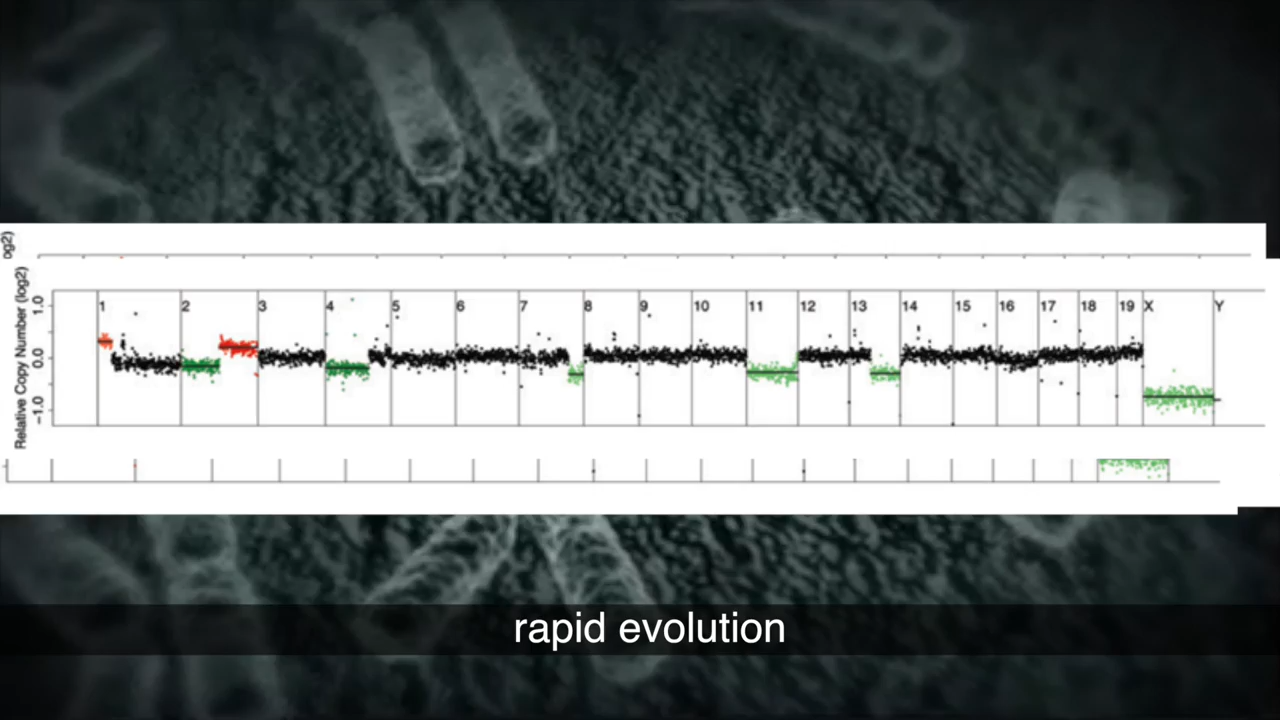 og2)
Relative Copy Number (log2)
1.0
0.0
-1.0
1 2 3 4 5 6 7 8 9 10 11 12 13 14 15 16 17 18 19 X Y
rapid evolution